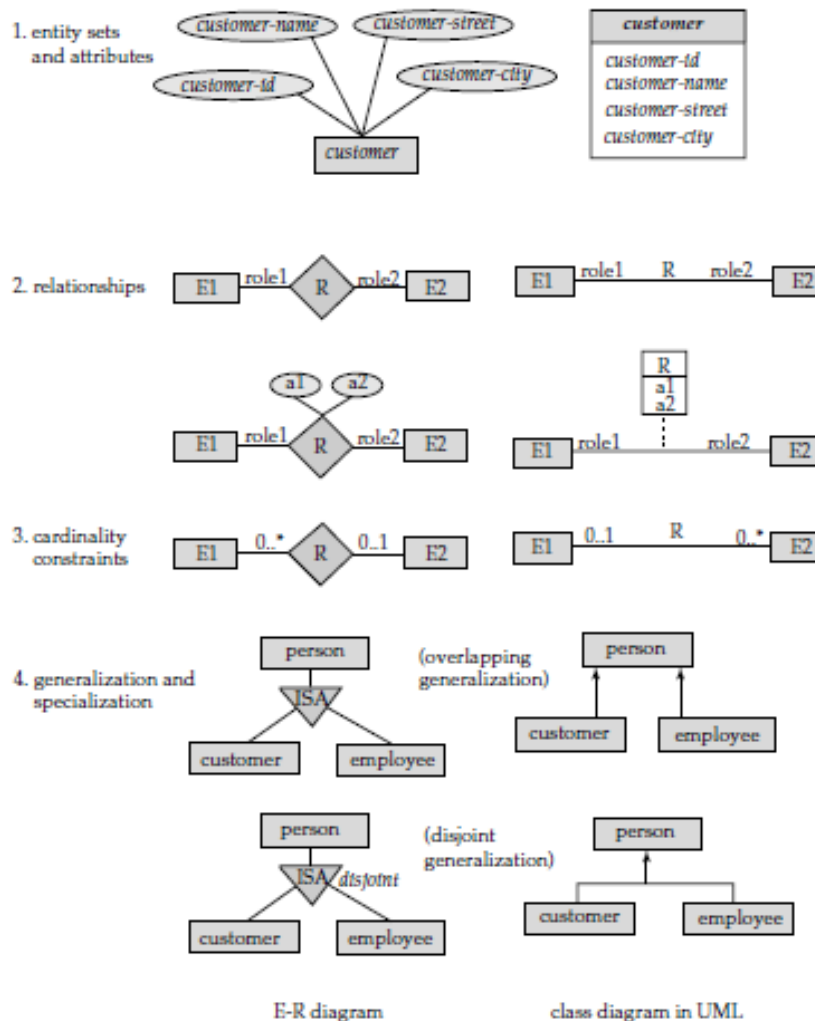 1. entity sets
and attributes
customer-name
customer-street
customer-id
customer-city
customer
customer
customer-id
customer-name
customer-street
customer-city
2. relationships
E1 role1 R role2 E2
E1 role1 R role2 E2
a1 a2
E1 role1 R role2 E2
R
a1
a2
E1 role1 role2 E2
3. cardinality
constraints
E1 0..* R 0..1 E2
E1 0..1 R 0..* E2
4. generalization and
specialization
person
ISA
customer employee
(overlapping
generalization)
person
customer employee
person
ISA disjoint
customer employee
(disjoint
generalization)
person
customer employee
E-R diagram class diagram in UML